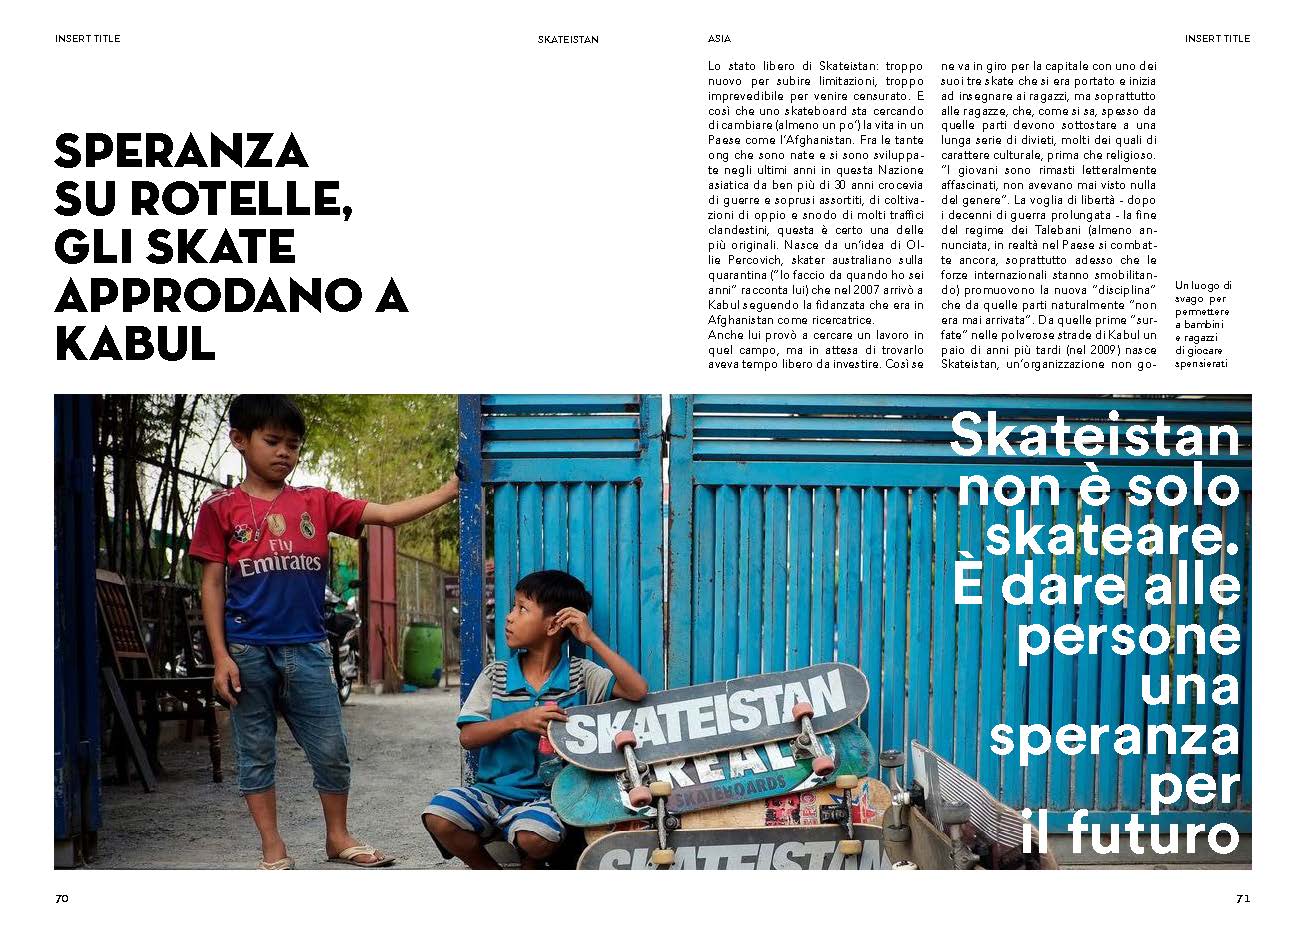 INSERT TITLE
SKATEISTAN
ASIA
INSERT TITLE
SPERANZA
SU ROTELLE,
GLI SKATE
APPRODANO A
KABUL
Lo stato libero di Skateistan: troppo
nuovo per subire limitazioni, troppo
imprevedibile per venire censurato. E
così che uno skateboard sta cercando
di cambiare (almeno un po') la vita in un
Paese come l'Afghanistan. Fra le tante
ong che sono nate e si sono sviluppa-
te negli ultimi anni in questa Nazione
asiatica da ben più di 30 anni crocevia
di guerre e soprusi assortiti, di coltiva-
zioni di oppio e snodo di molti traffici
clandestini, questa è certo una delle
più originali. Nasce da un'idea di Ol-
lie Percovich, skater australiano sulla
quarantina ("lo faccio da quando ho sei
anni" racconta lui) che nel 2007 arrivò a
Kabul seguendo la fidanzata che era in
Afghanistan come ricercatrice.
Anche lui provò a cercare un lavoro in
quel campo, ma in attesa di trovarlo
aveva tempo libero da investire. Così se
ne va in giro per la capitale con uno dei
suoi tre skate che si era portato e inizia
ad insegnare ai ragazzi, ma soprattutto
alle ragazze, che, come si sa, spesso da
quelle parti devono sottostare a una
lunga serie di divieti, molti dei quali di
carattere culturale, prima che religioso.
"I giovani sono rimasti letteralmente
affascinati, non avevano mai visto nulla
del genere". La voglia di libertà - dopo
i decenni di guerra prolungata - la fine
del regime dei Talebani (almeno an-
nunciata, in realtà nel Paese si combat-
te ancora, soprattutto adesso che le
forze internazionali stanno smobilitan-
do) promuovono la nuova "disciplina"
che da quelle parti naturalmente "non
era mai arrivata". Da quelle prime "sur-
fate" nelle polverose strade di Kabul un
paio di anni più tardi (nel 2009) nasce
Skateistan, un'organizzazione non go-
Un luogo di
svago per
permettere
a bambini
e ragazzi
di giocare
spensierati
Fly
Emirates
SKATEISTAN
REAL
SKATEBOARDS
SKATEISTAN
Skateistan
non è solo
skateare.
È dare alle
persone
una
speranza
per
il futuro
70
71